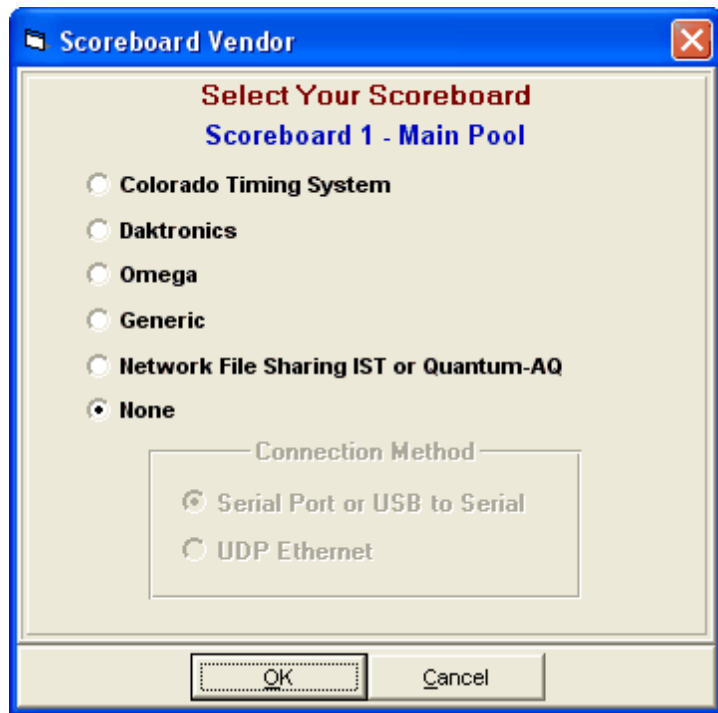 Scoreboard Vendor
Select Your Scoreboard
Scoreboard 1 - Main Pool
Colorado Timing System
Daktronics
Omega
Generic
Network File Sharing IST or Quantum-AQ
None
Connection Method
Serial Port or USB to Serial
UDP Ethernet
OK Cancel